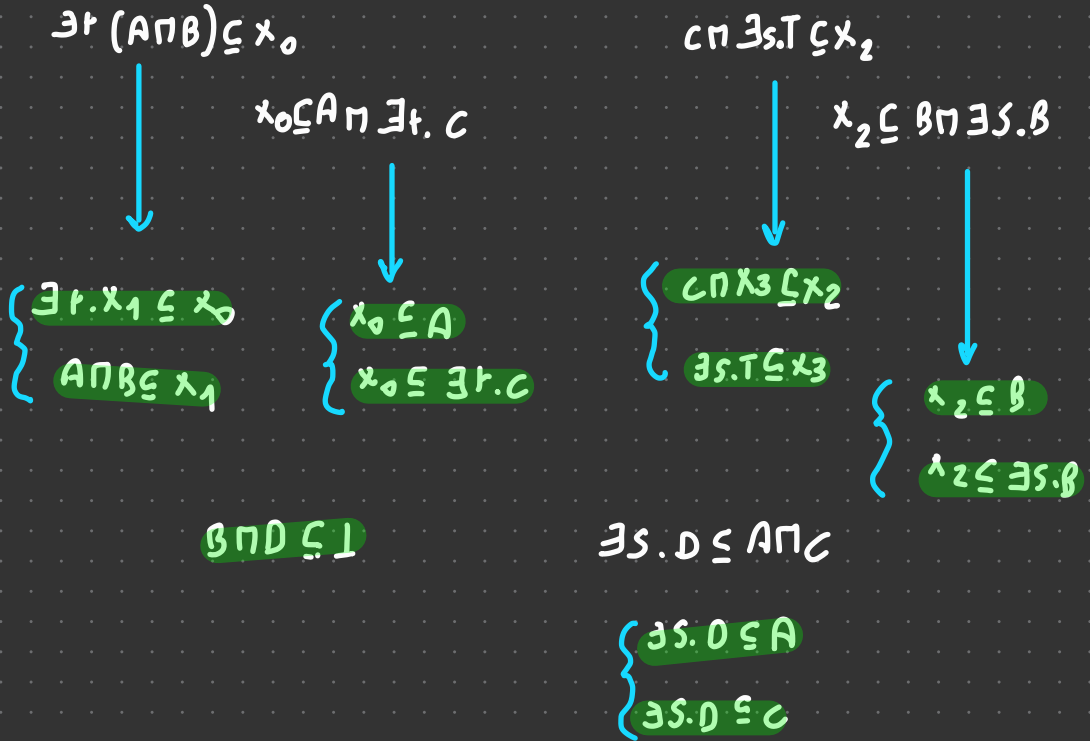 ∃r(A⊓B)⊑X₀
X₀⊑A⊓∃r.C
∃r.X₁⊑X₀
A⊓B⊑X₁
X₀⊑A
X₀⊑∃r.C
C⊓∃s.T⊑X₂
X₂⊑B⊓∃S.B
C⊓X₃⊑X₂
∃s.T⊑X₃
X₂⊑B
X₂⊑∃S.B
B⊓D⊑⊥
∃S.D⊑A⊓C
∃S.D⊑A
∃S.D⊑C